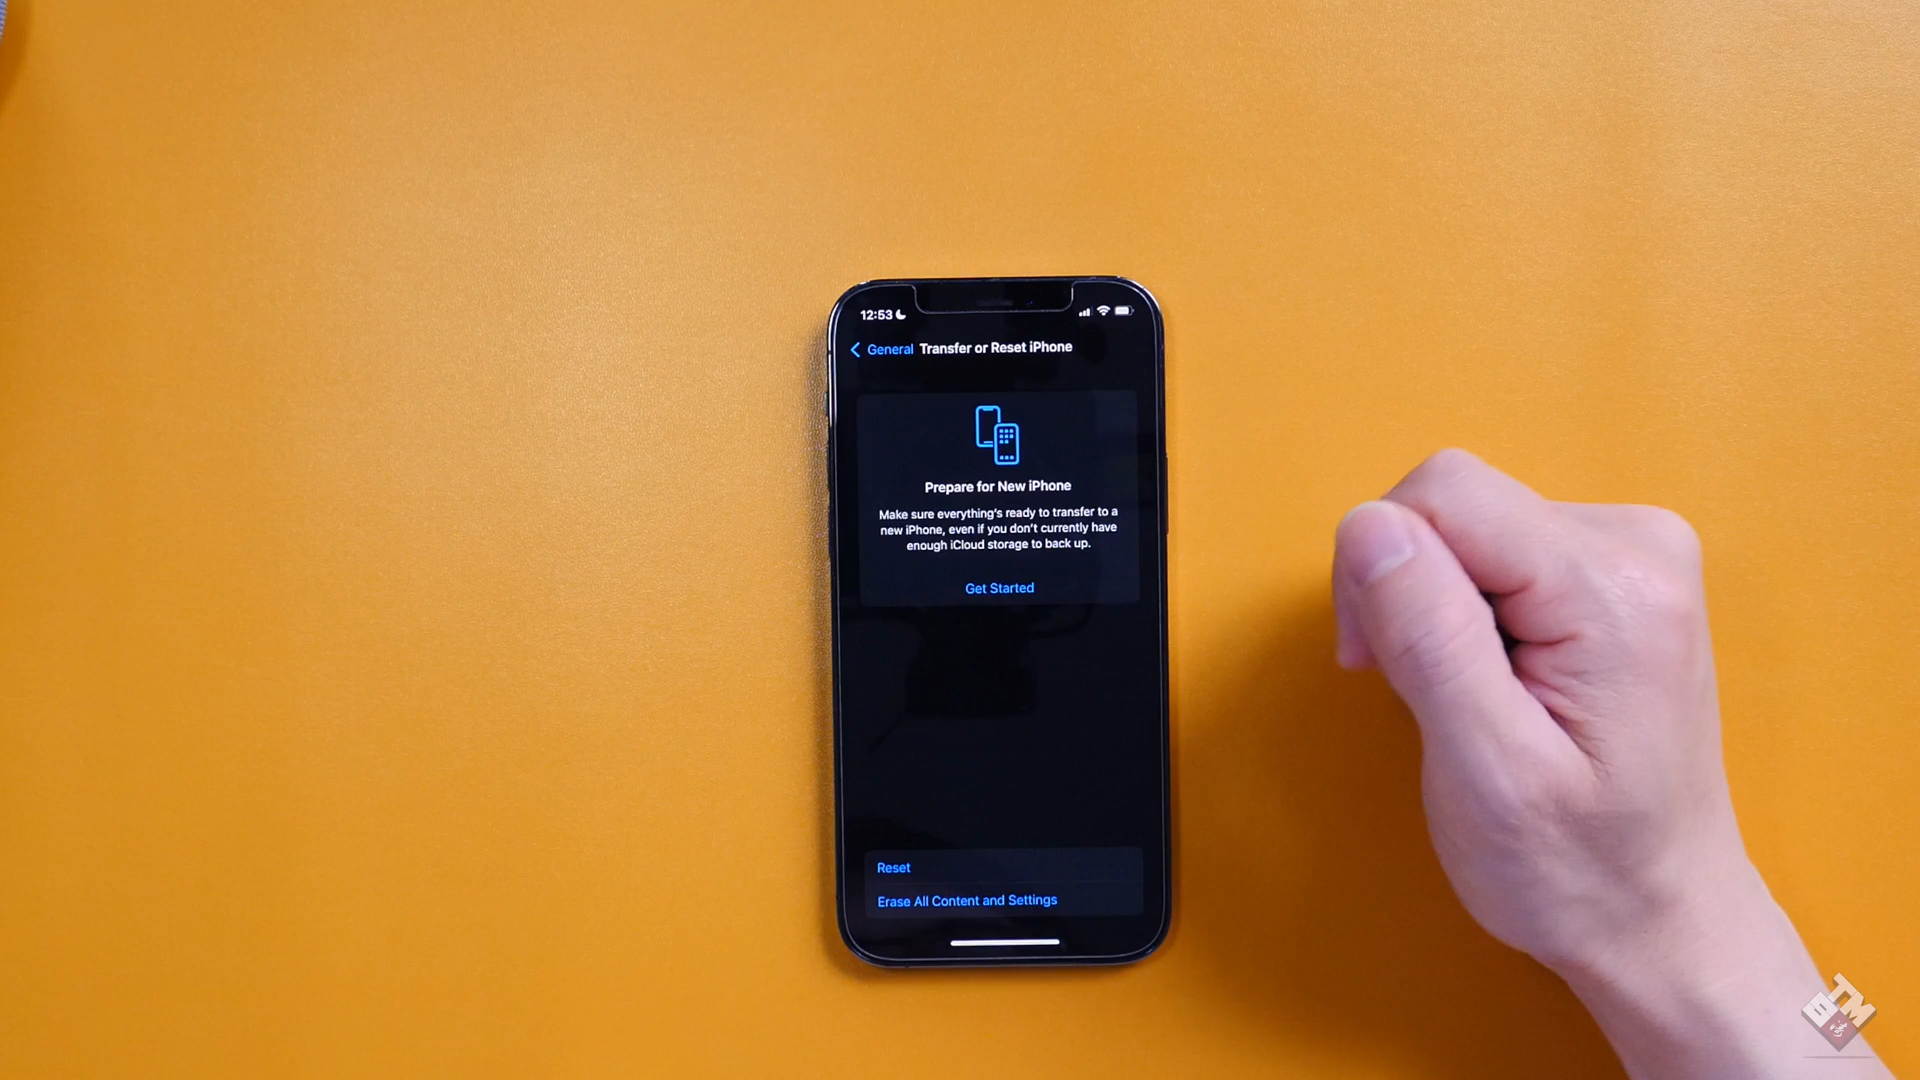 12:53
General Transfer or Reset iPhone
Prepare for New iPhone
Make sure everything's ready to transfer to a
new iPhone, even if you don't currently have
enough iCloud storage to back up.
Get Started
Reset
Erase All Content and Settings
BTM